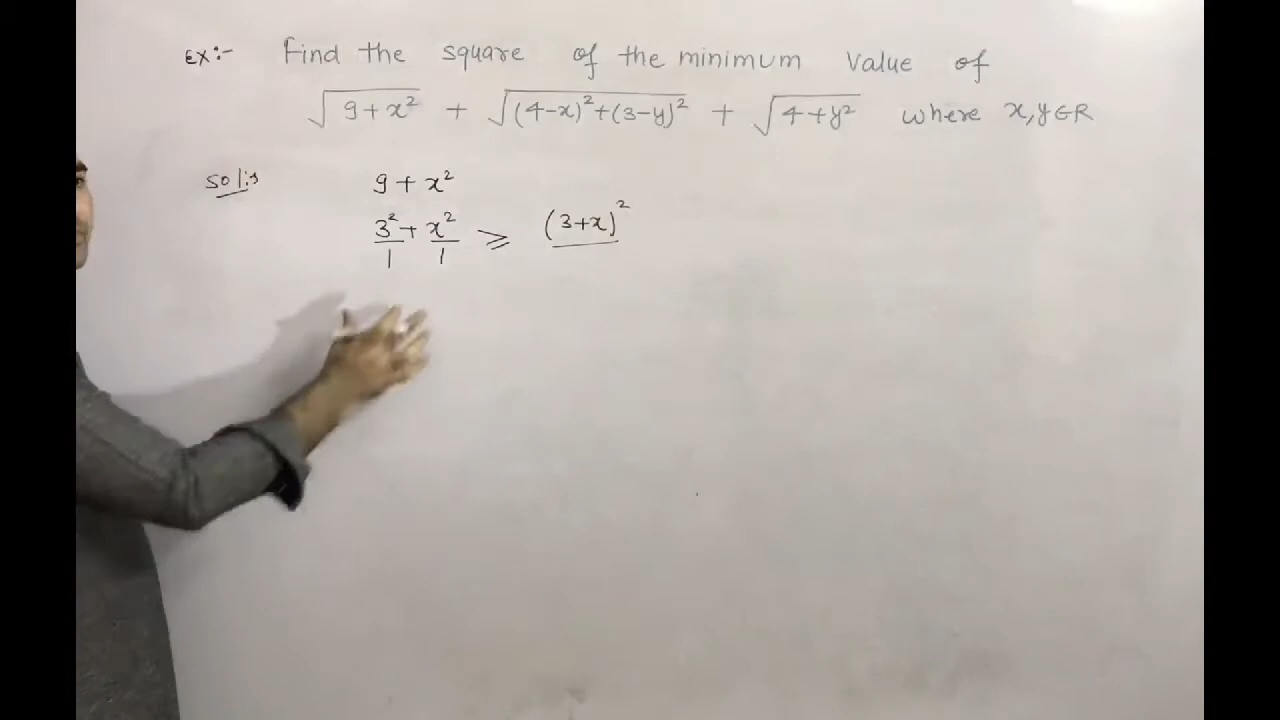 Ex:- Find the square of the minimum value of
√9+x² + √(4-x)²+(3-y)² + √4+y² where x,y∈R
sol:
9 + x²
3²/1 + x²/1 ≥ (3+x)²